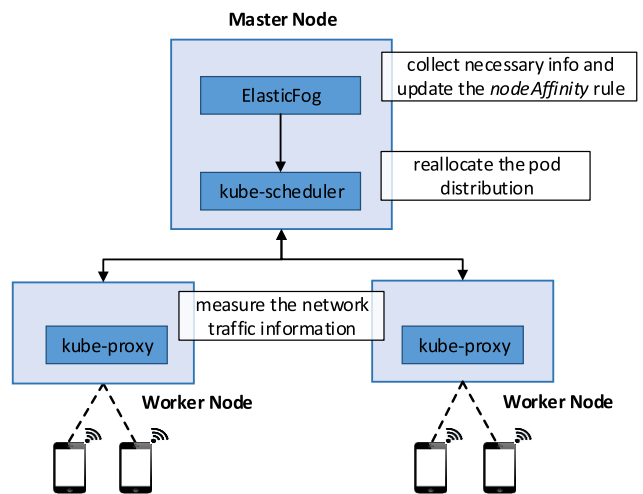 Master Node
collect necessary info and
update the nodeAffinity rule
ElasticFog
reallocate the pod
distribution
kube-scheduler
measure the network
traffic information
kube-proxy
kube-proxy
Worker Node
Worker Node